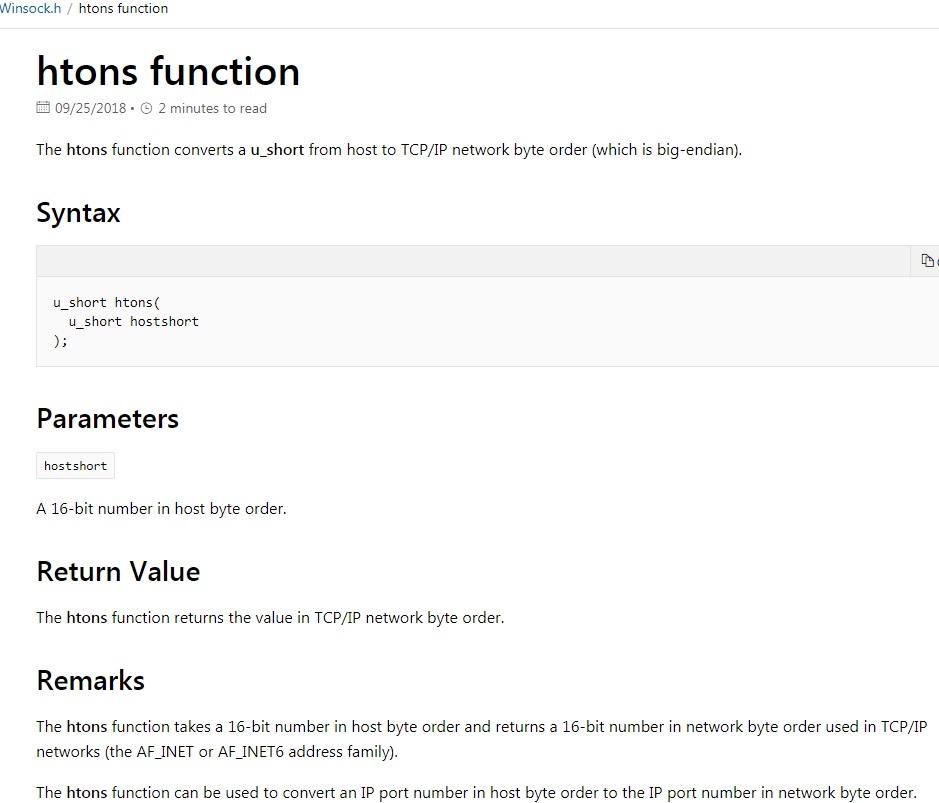 Winsock.h / htons function
htons function
09/25/2018 • 2 minutes to read
The htons function converts a u_short from host to TCP/IP network byte order (which is big-endian).
Syntax
u_short htons(
  u_short hostshort
);
Parameters
hostshort
A 16-bit number in host byte order.
Return Value
The htons function returns the value in TCP/IP network byte order.
Remarks
The htons function takes a 16-bit number in host byte order and returns a 16-bit number in network byte order used in TCP/IP
networks (the AF_INET or AF_INET6 address family).
The htons function can be used to convert an IP port number in host byte order to the IP port number in network byte order.